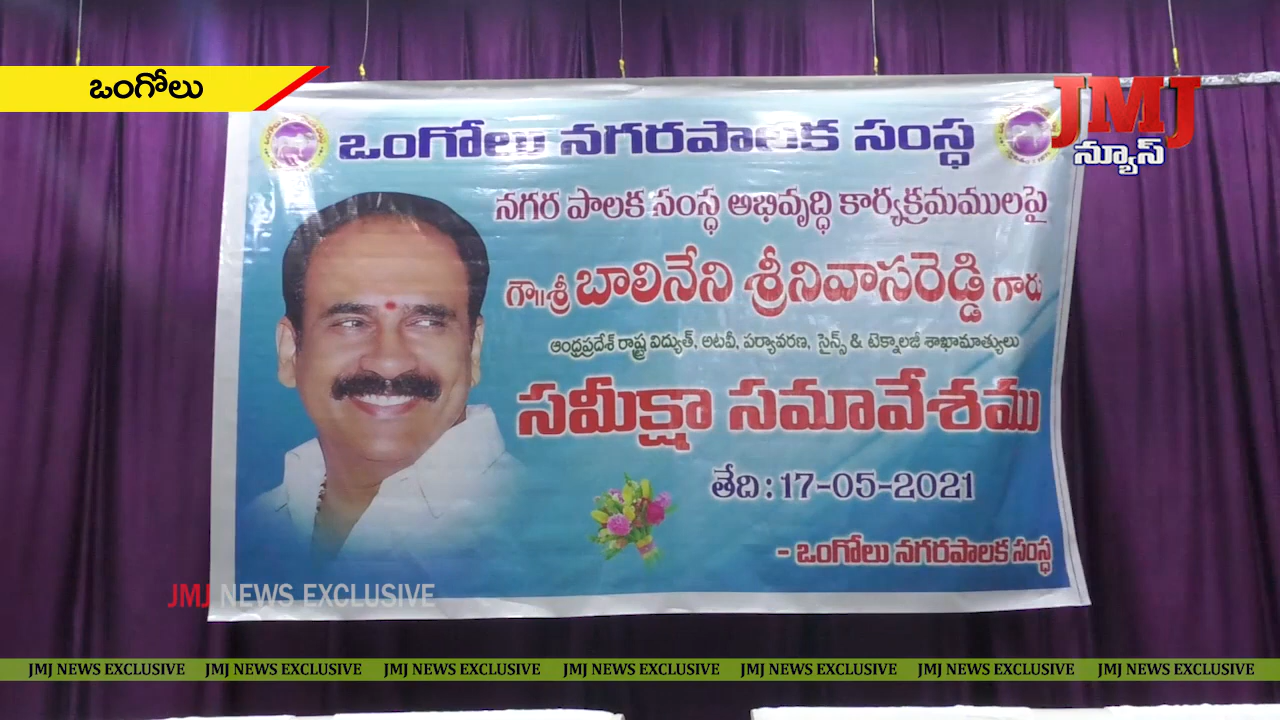 ఒంగోలు
JMJ
న్యూస్
ఒంగోలు నగరపాలక సంస్ధ
నగర పాలక సంస్ధ అభివృద్ధి కార్యక్రమములపై
గౌ॥శ్రీ బాలినేని శ్రీనివాసరెడ్డి గారు
ఆంధ్రప్రదేశ్ రాష్ట్ర విద్యుత్, అటవీ, పర్యావరణ, సైన్స్ & టెక్నాలజీ శాఖామాత్యులు
సమీక్షా సమావేశము
తేది : 17-05-2021
- ఒంగోలు నగరపాలక సంస్ధ
JMJ NEWS EXCLUSIVE
JMJ NEWS EXCLUSIVE JMJ NEWS EXCLUSIVE JMJ NEWS EXCLUSIVE JMJ NEWS EXCLUSIVE JMJ NEWS EXCLUSIVE JMJ NEWS EXCLUSIVE JMJ NEWS EXCLUSIVE